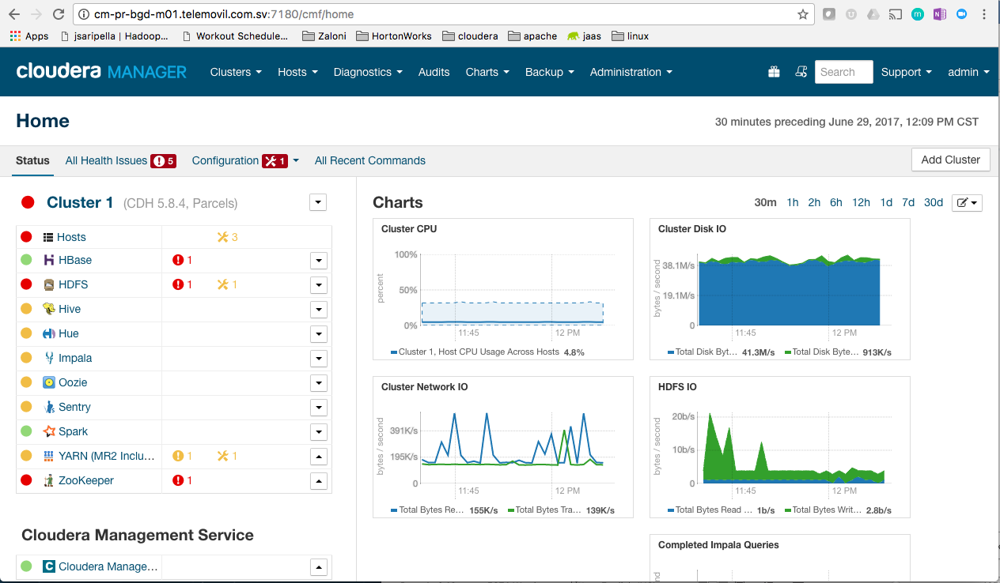 cm-pr-bgd-m01.telemovil.com.sv:7180/cmf/home
Apps jsaripella | Hadoop... Workout Schedule... Zaloni HortonWorks cloudera apache jaas linux
cloudera MANAGER Clusters Hosts Diagnostics Audits Charts Backup Administration Search Support admin
Home
30 minutes preceding June 29, 2017, 12:09 PM CST
Status All Health Issues 5 Configuration 1 All Recent Commands Add Cluster
Cluster 1 (CDH 5.8.4, Parcels)
Hosts 3
HBase 1
HDFS 1 1
Hive
Hue
Impala
Oozie
Sentry
Spark
YARN (MR2 Inclu... 1 1
ZooKeeper 1
Cloudera Management Service
Cloudera Manage...
Charts 30m 1h 2h 6h 12h 1d 7d 30d
Cluster CPU
percent
100%
50%
0%
11:45 12 PM
Cluster 1, Host CPU Usage Across Hosts 4.8%
Cluster Disk IO
bytes / second
38.1M/s
19.1M/s
0
11:45 12 PM
Total Disk Byt... 41.3M/s Total Disk Byte... 913K/s
Cluster Network IO
bytes / second
391K/s
195K/s
0
11:45 12 PM
Total Bytes Re... 155K/s Total Bytes Tra... 139K/s
HDFS IO
bytes / second
20b/s
10b/s
0
11:45 12 PM
Total Bytes Read ... 1b/s Total Bytes Writ... 2.8b/s
Completed Impala Queries